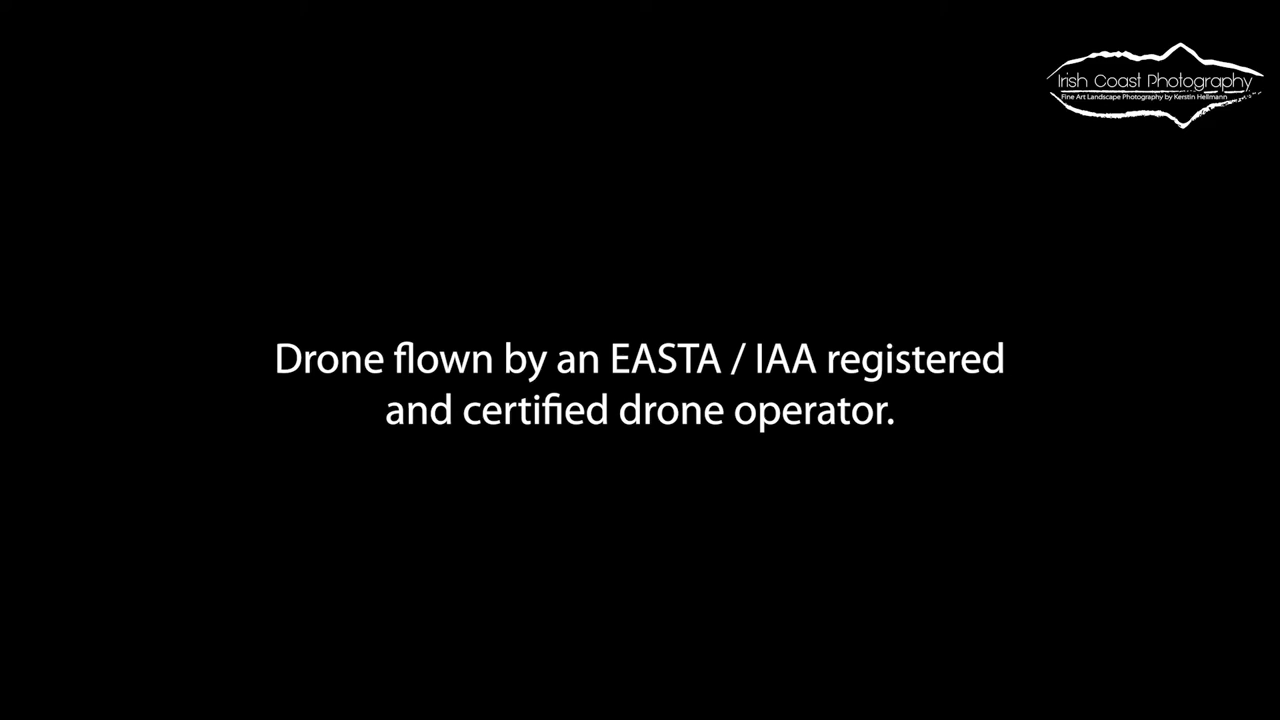 Irish Coast Photography
Fine Art Landscape Photography by Kerstin Hellmann
Drone flown by an EASTA / IAA registered
and certified drone operator.